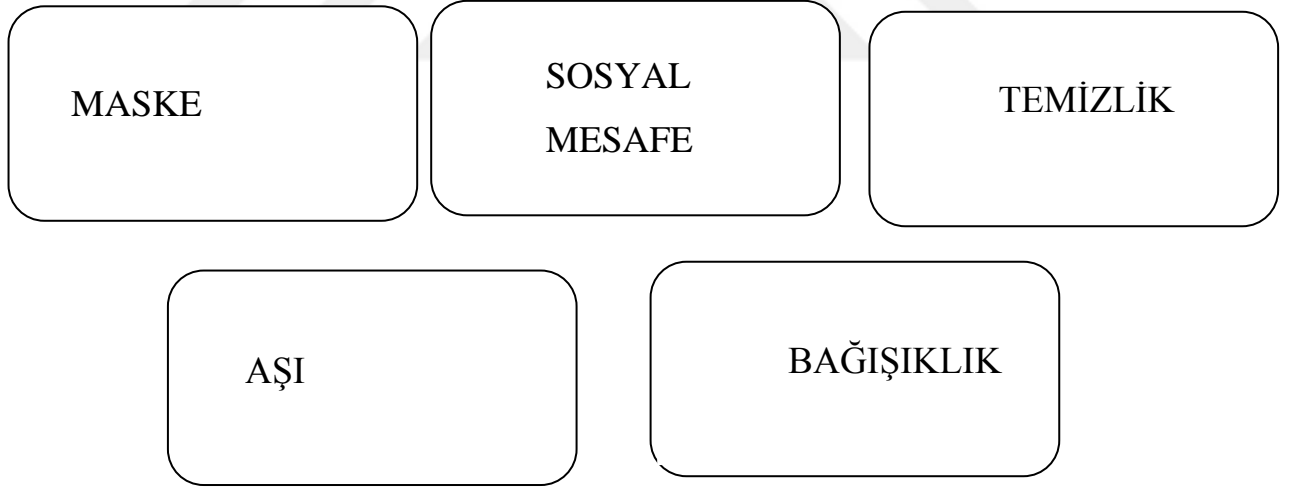 MASKE
SOSYAL
MESAFE
TEMİZLİK
AŞI
BAĞIŞIKLIK